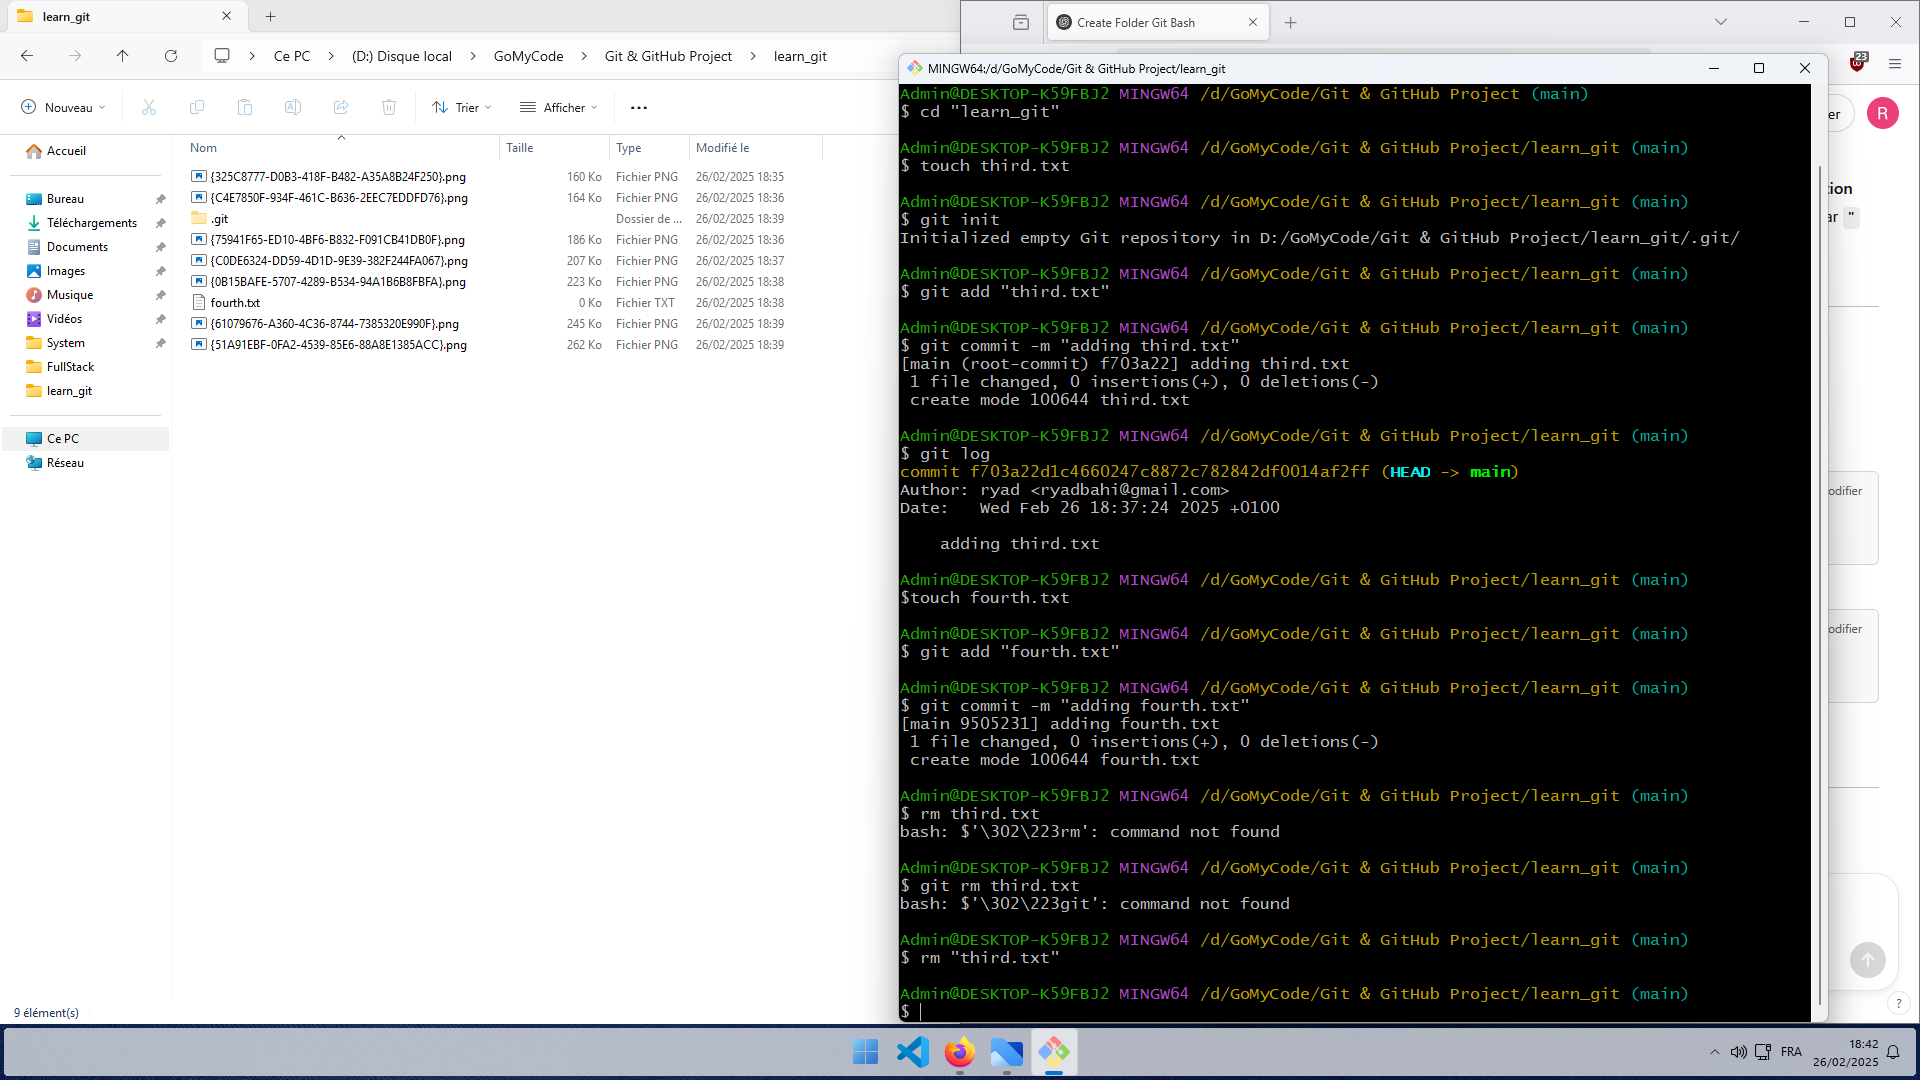 learn_git
Ce PC
(D:) Disque local
GoMyCode
Git & GitHub Project
learn_git
Nouveau
Trier
Afficher
Accueil
Bureau
Téléchargements
Documents
Images
Musique
Vidéos
System
FullStack
learn_git
Ce PC
Réseau
Nom Taille Type Modifié le
{325C8777-D0B3-418F-B482-A35A8B24F250}.png 160 Ko Fichier PNG 26/02/2025 18:35
{C4E7850F-934F-461C-B636-2EEC7EDDFD76}.png 164 Ko Fichier PNG 26/02/2025 18:36
.git Dossier de ... 26/02/2025 18:39
{75941F65-ED10-4BF6-B832-F091CB41DB0F}.png 186 Ko Fichier PNG 26/02/2025 18:36
{C0DE6324-DD59-4D1D-9E39-382F244FA067}.png 207 Ko Fichier PNG 26/02/2025 18:37
{0B15BAFE-5707-4289-B534-94A1B6B8FBFA}.png 223 Ko Fichier PNG 26/02/2025 18:38
fourth.txt 0 Ko Fichier TXT 26/02/2025 18:38
{61079676-A360-4C36-8744-7385320E990F}.png 245 Ko Fichier PNG 26/02/2025 18:39
{51A91EBF-0FA2-4539-85E6-88A8E1385ACC}.png 262 Ko Fichier PNG 26/02/2025 18:39
9 élément(s)
Create Folder Git Bash
23
er
R
tion
ar "
odifier
odifier
?
MINGW64:/d/GoMyCode/Git & GitHub Project/learn_git
Admin@DESKTOP-K59FBJ2 MINGW64 /d/GoMyCode/Git & GitHub Project (main)
$ cd "learn_git"
Admin@DESKTOP-K59FBJ2 MINGW64 /d/GoMyCode/Git & GitHub Project/learn_git (main)
$ touch third.txt
Admin@DESKTOP-K59FBJ2 MINGW64 /d/GoMyCode/Git & GitHub Project/learn_git (main)
$ git init
Initialized empty Git repository in D:/GoMyCode/Git & GitHub Project/learn_git/.git/
Admin@DESKTOP-K59FBJ2 MINGW64 /d/GoMyCode/Git & GitHub Project/learn_git (main)
$ git add "third.txt"
Admin@DESKTOP-K59FBJ2 MINGW64 /d/GoMyCode/Git & GitHub Project/learn_git (main)
$ git commit -m "adding third.txt"
[main (root-commit) f703a22] adding third.txt
1 file changed, 0 insertions(+), 0 deletions(-)
create mode 100644 third.txt
Admin@DESKTOP-K59FBJ2 MINGW64 /d/GoMyCode/Git & GitHub Project/learn_git (main)
$ git log
commit f703a22d1c4660247c8872c782842df0014af2ff (HEAD -> main)
Author: ryad <ryadbahi@gmail.com>
Date: Wed Feb 26 18:37:24 2025 +0100
adding third.txt
Admin@DESKTOP-K59FBJ2 MINGW64 /d/GoMyCode/Git & GitHub Project/learn_git (main)
$touch fourth.txt
Admin@DESKTOP-K59FBJ2 MINGW64 /d/GoMyCode/Git & GitHub Project/learn_git (main)
$ git add "fourth.txt"
Admin@DESKTOP-K59FBJ2 MINGW64 /d/GoMyCode/Git & GitHub Project/learn_git (main)
$ git commit -m "adding fourth.txt"
[main 9505231] adding fourth.txt
1 file changed, 0 insertions(+), 0 deletions(-)
create mode 100644 fourth.txt
Admin@DESKTOP-K59FBJ2 MINGW64 /d/GoMyCode/Git & GitHub Project/learn_git (main)
$ rm third.txt
bash: $'\302\223rm': command not found
Admin@DESKTOP-K59FBJ2 MINGW64 /d/GoMyCode/Git & GitHub Project/learn_git (main)
$ git rm third.txt
bash: $'\302\223git': command not found
Admin@DESKTOP-K59FBJ2 MINGW64 /d/GoMyCode/Git & GitHub Project/learn_git (main)
$ rm "third.txt"
Admin@DESKTOP-K59FBJ2 MINGW64 /d/GoMyCode/Git & GitHub Project/learn_git (main)
$
FRA
18:42
26/02/2025